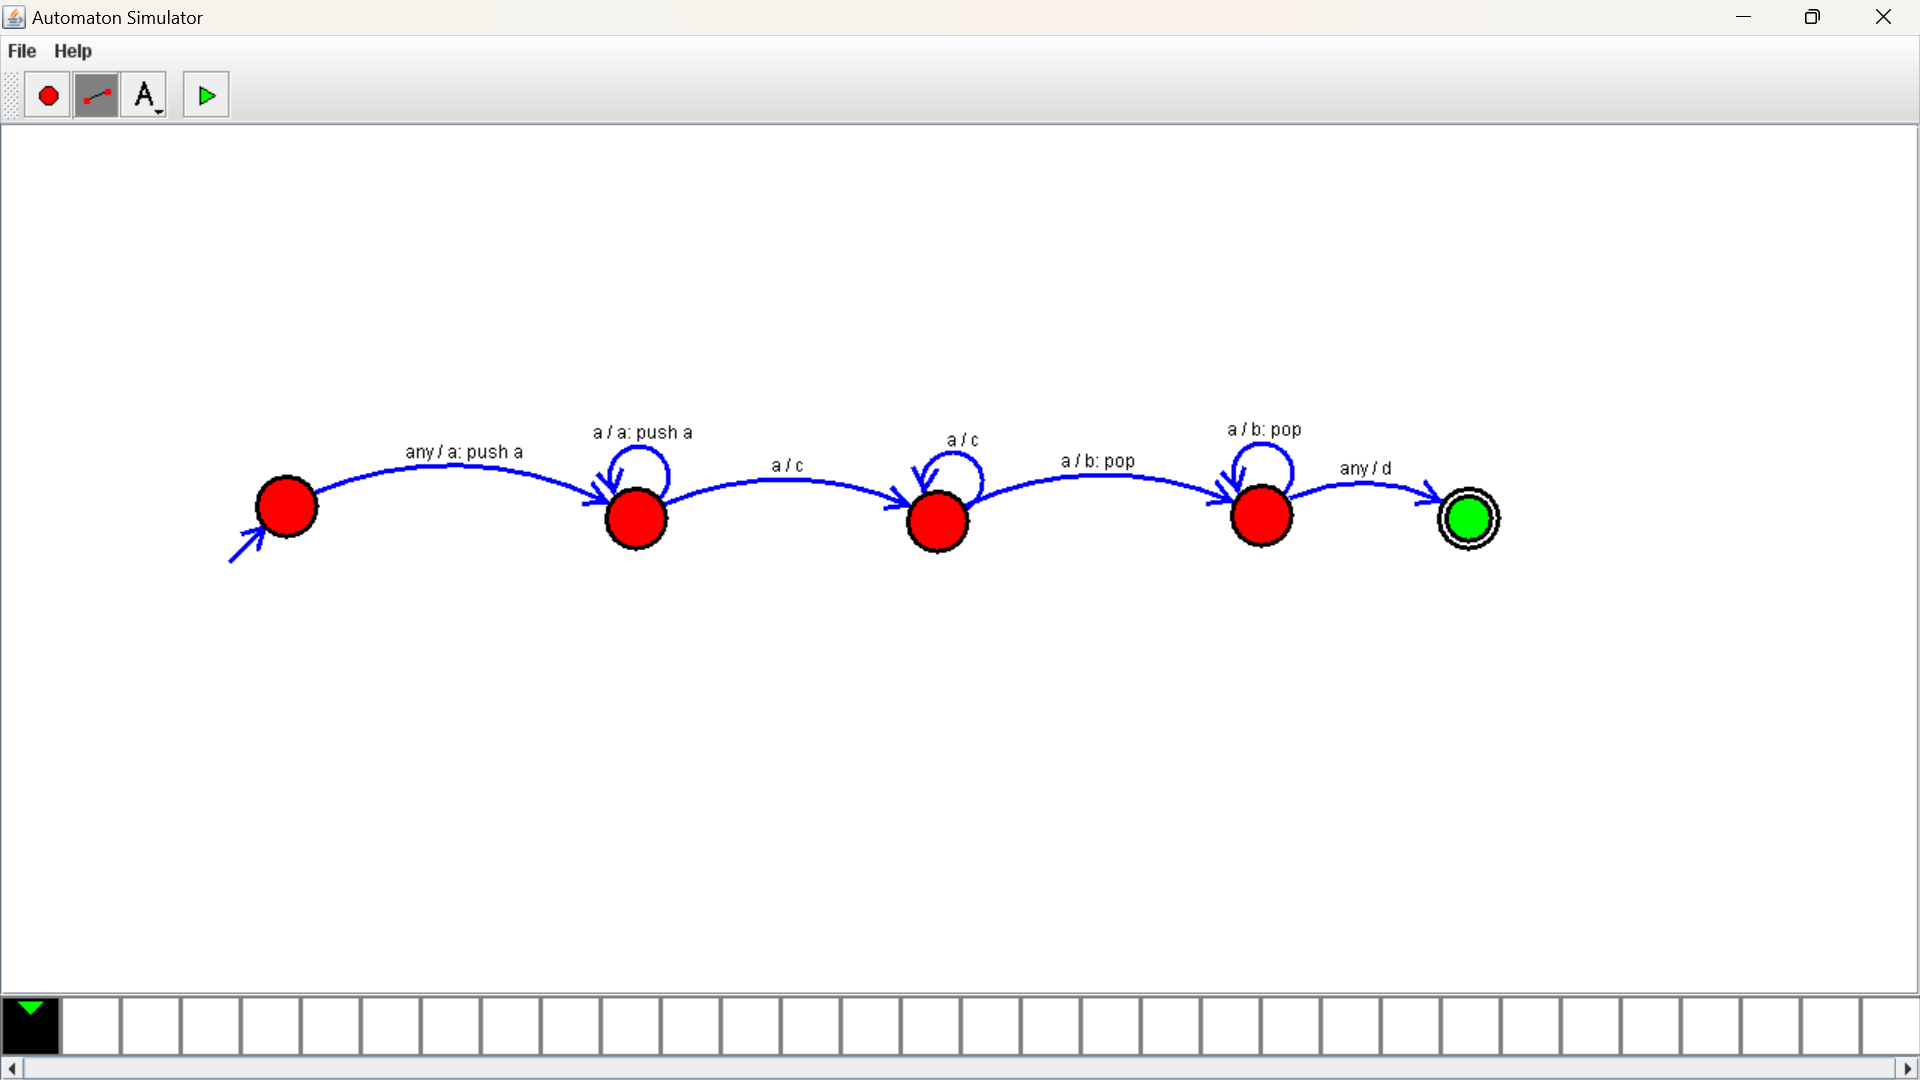 Automaton Simulator
File Help
A
a / b: pop
a / a: push a
a / c
any / a: push a
a / b: pop
a / c
any / d